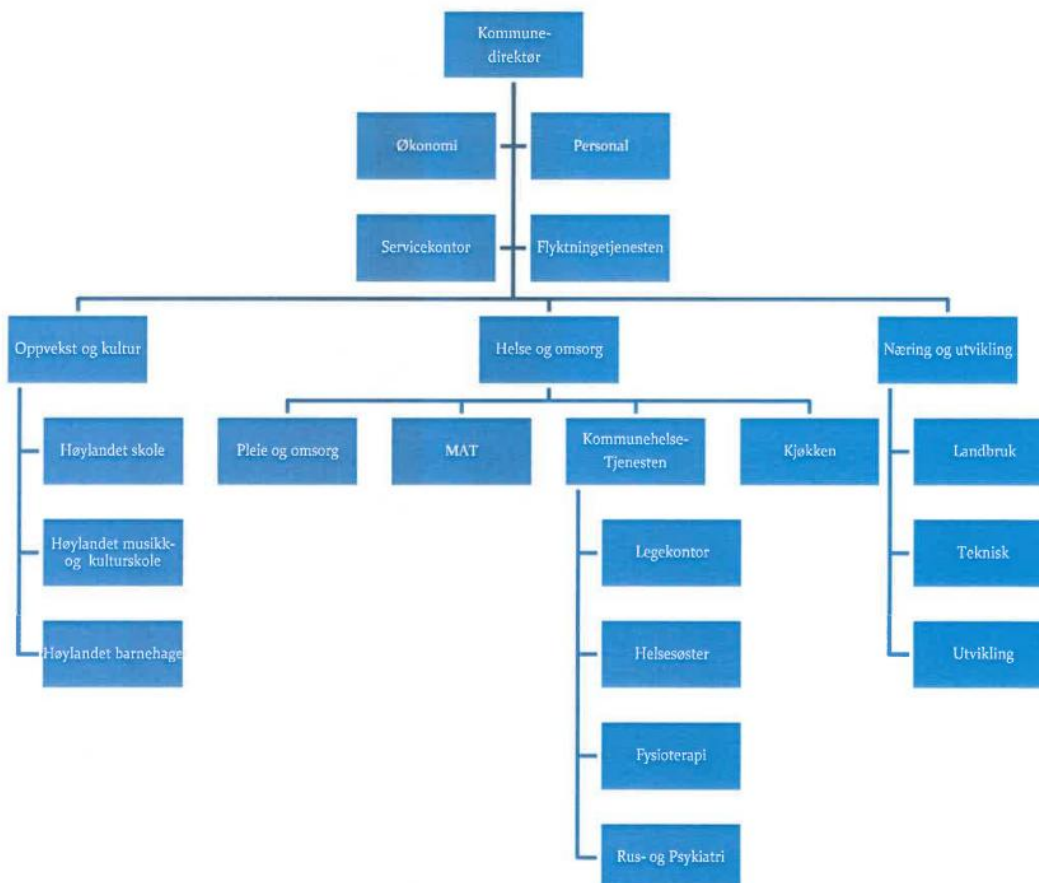 Kommune-
direktør
Økonomi
Personal
Servicekontor
Flyktningetjenesten
Oppvekst og kultur
Helse og omsorg
Næring og utvikling
Høylandet skole
Pleie og omsorg
MAT
Kommunehelse-
Tjenesten
Kjøkken
Landbruk
Høylandet musikk-
og kulturskole
Legekontor
Teknisk
Høylandet barnehage
Helsesøster
Utvikling
Fysioterapi
Rus- og Psykiatri